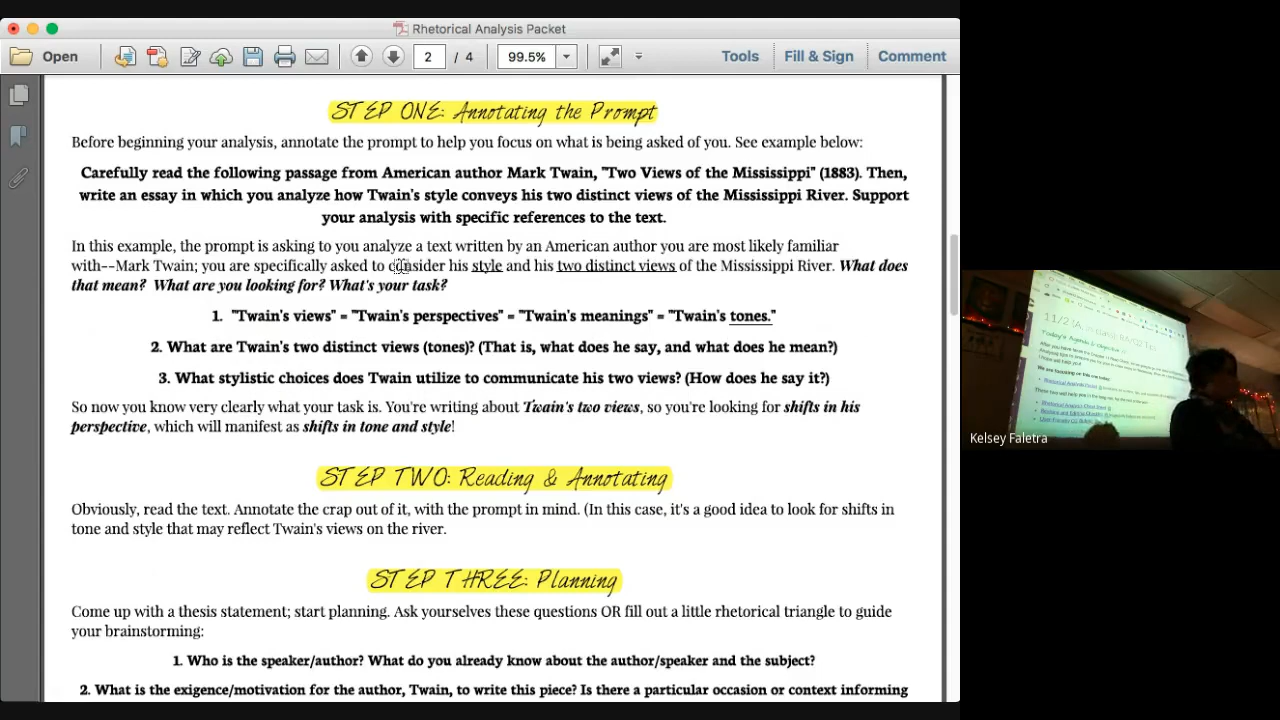 Rhetorical Analysis Packet
Open
2 / 4
99.5%
Tools
Fill & Sign
Comment
STEP ONE: Annotating the Prompt
Before beginning your analysis, annotate the prompt to help you focus on what is being asked of you. See example below:
Carefully read the following passage from American author Mark Twain, "Two Views of the Mississippi" (1883). Then,
write an essay in which you analyze how Twain's style conveys his two distinct views of the Mississippi River. Support
your analysis with specific references to the text.
In this example, the prompt is asking to you analyze a text written by an American author you are most likely familiar
with--Mark Twain; you are specifically asked to consider his style and his two distinct views of the Mississippi River. What does
that mean? What are you looking for? What's your task?
1. "Twain's views" = "Twain's perspectives" = "Twain's meanings" = "Twain's tones."
2. What are Twain's two distinct views (tones)? (That is, what does he say, and what does he mean?)
3. What stylistic choices does Twain utilize to communicate his two views? (How does he say it?)
So now you know very clearly what your task is. You're writing about Twain's two views, so you're looking for shifts in his
perspective, which will manifest as shifts in tone and style!
STEP TWO: Reading & Annotating
Obviously, read the text. Annotate the crap out of it, with the prompt in mind. (In this case, it's a good idea to look for shifts in
tone and style that may reflect Twain's views on the river.
STEP THREE: Planning
Come up with a thesis statement; start planning. Ask yourselves these questions OR fill out a little rhetorical triangle to guide
your brainstorming:
1. Who is the speaker/author? What do you already know about the author/speaker and the subject?
2. What is the exigence/motivation for the author, Twain, to write this piece? Is there a particular occasion or context informing
Today's Agenda & Objective
We are focusing on this one today:
Rhetorical Analysis Packet
Kelsey Faletra